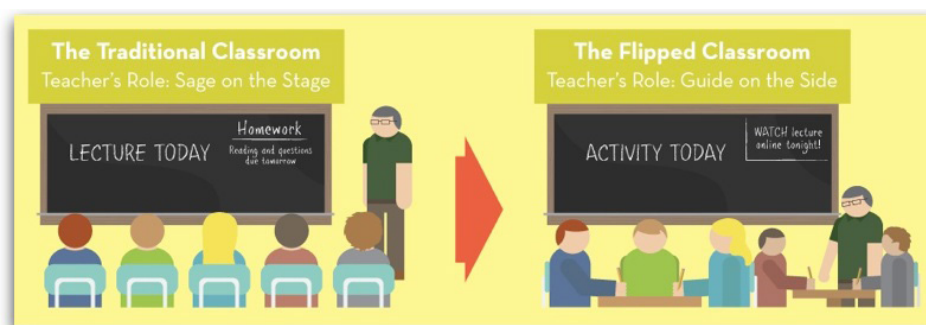 The Traditional Classroom
Teacher's Role: Sage on the Stage
LECTURE TODAY
Homework
Reading and questions
due tomorrow
The Flipped Classroom
Teacher's Role: Guide on the Side
ACTIVITY TODAY
WATCH lecture
online tonight!